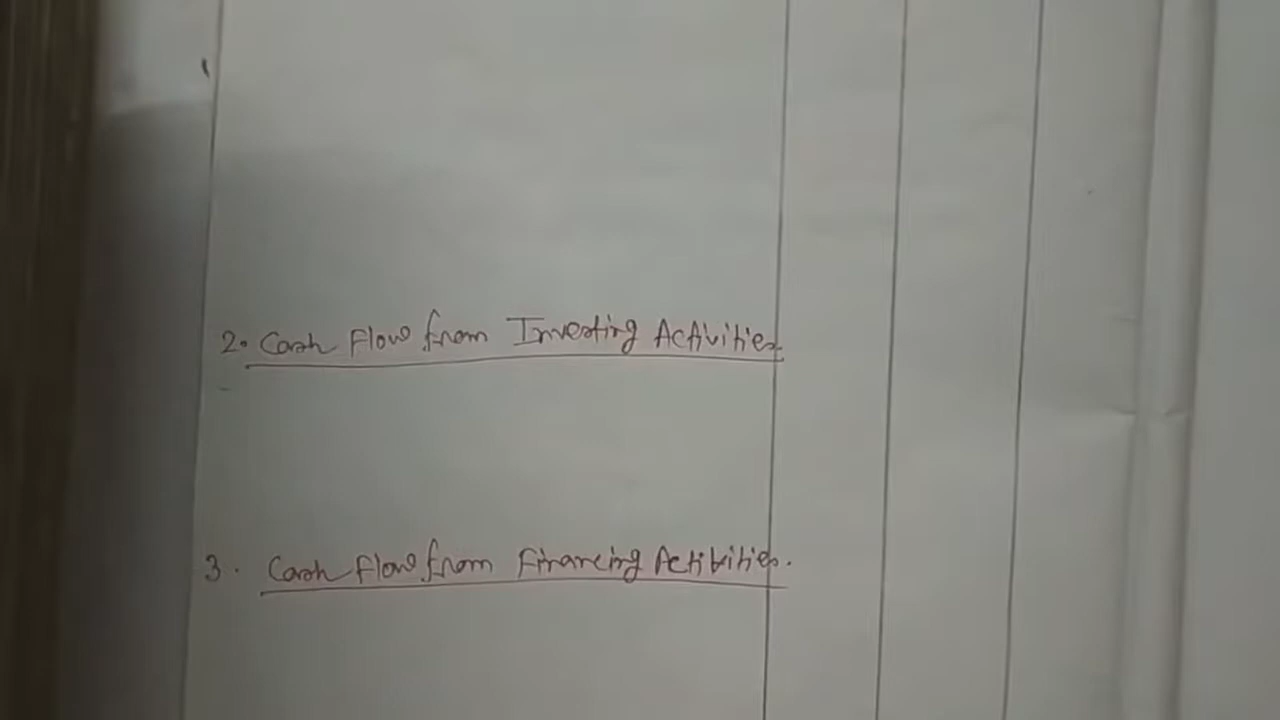 2. Cash Flow from Investing Activities
3. Cash flow from Financing Activities.